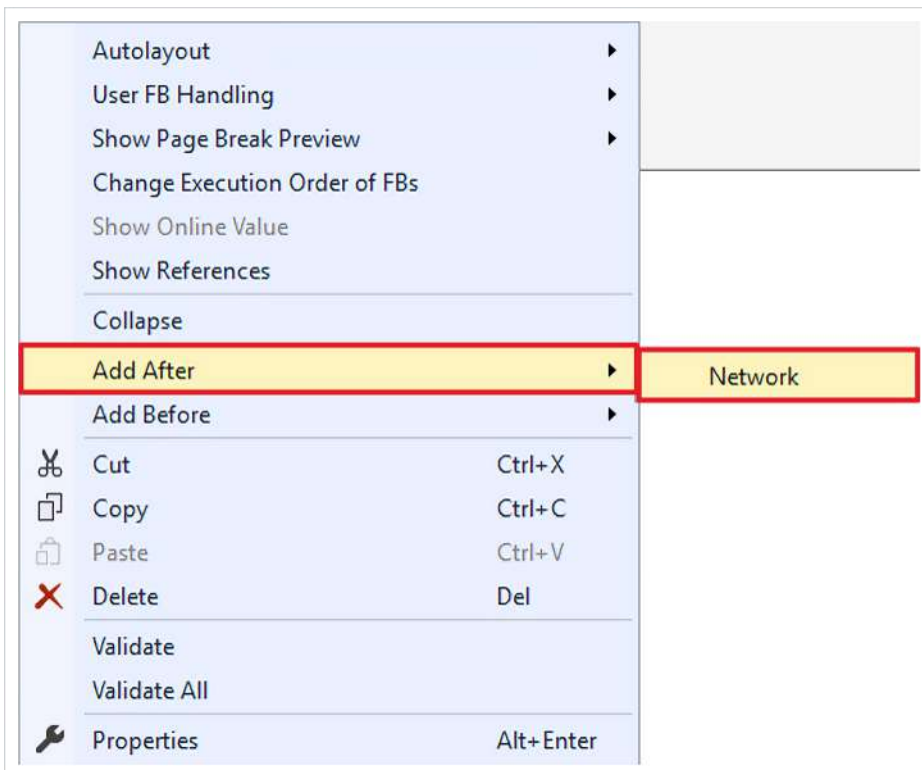 Autolayout
User FB Handling
Show Page Break Preview
Change Execution Order of FBs
Show Online Value
Show References
Collapse
Add After
Network
Add Before
Cut Ctrl+X
Copy Ctrl+C
Paste Ctrl+V
Delete Del
Validate
Validate All
Properties Alt+Enter